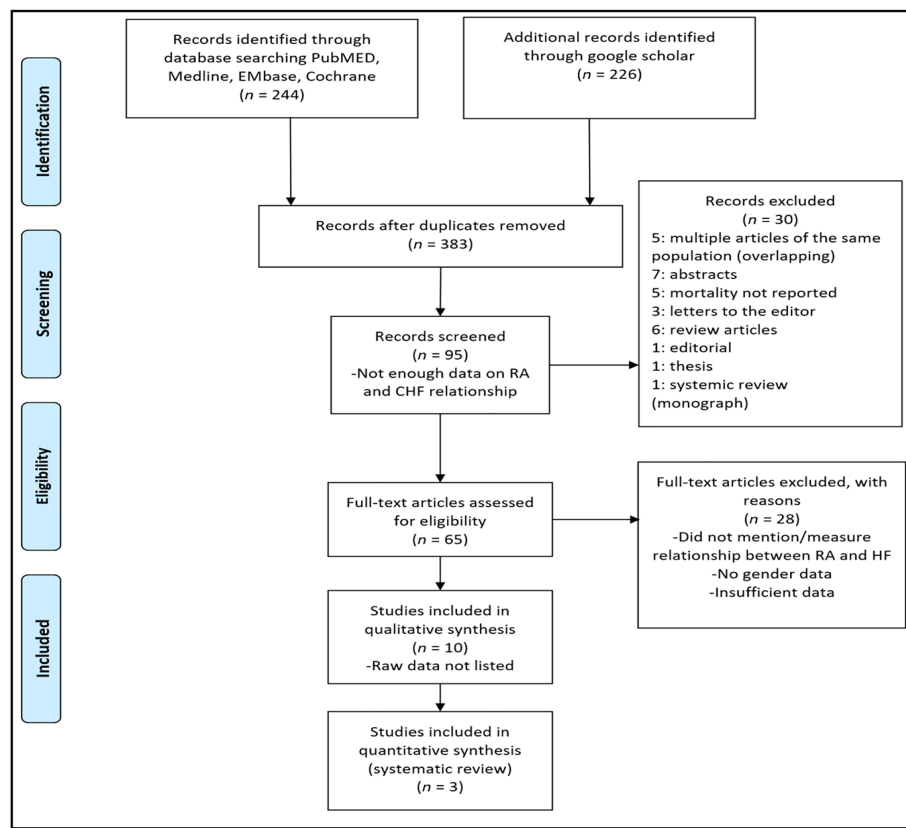 Identification
Records identified through
database searching PubMED,
Medline, EMbase, Cochrane
(n = 244)
Additional records identified
through google scholar
(n = 226)
Records after duplicates removed
(n = 383)
Screening
Records screened
(n = 95)
-Not enough data on RA
and CHF relationship
Records excluded
(n = 30)
5: multiple articles of the same
population (overlapping)
7: abstracts
5: mortality not reported
3: letters to the editor
6: review articles
1: editorial
1: thesis
1: systemic review
(monograph)
Eligibility
Full-text articles assessed
for eligibility
(n = 65)
Full-text articles excluded, with
reasons
(n = 28)
-Did not mention/measure
relationship between RA and HF
-No gender data
-Insufficient data
Included
Studies included in
qualitative synthesis
(n = 10)
-Raw data not listed
Studies included in
quantitative synthesis
(systematic review)
(n = 3)